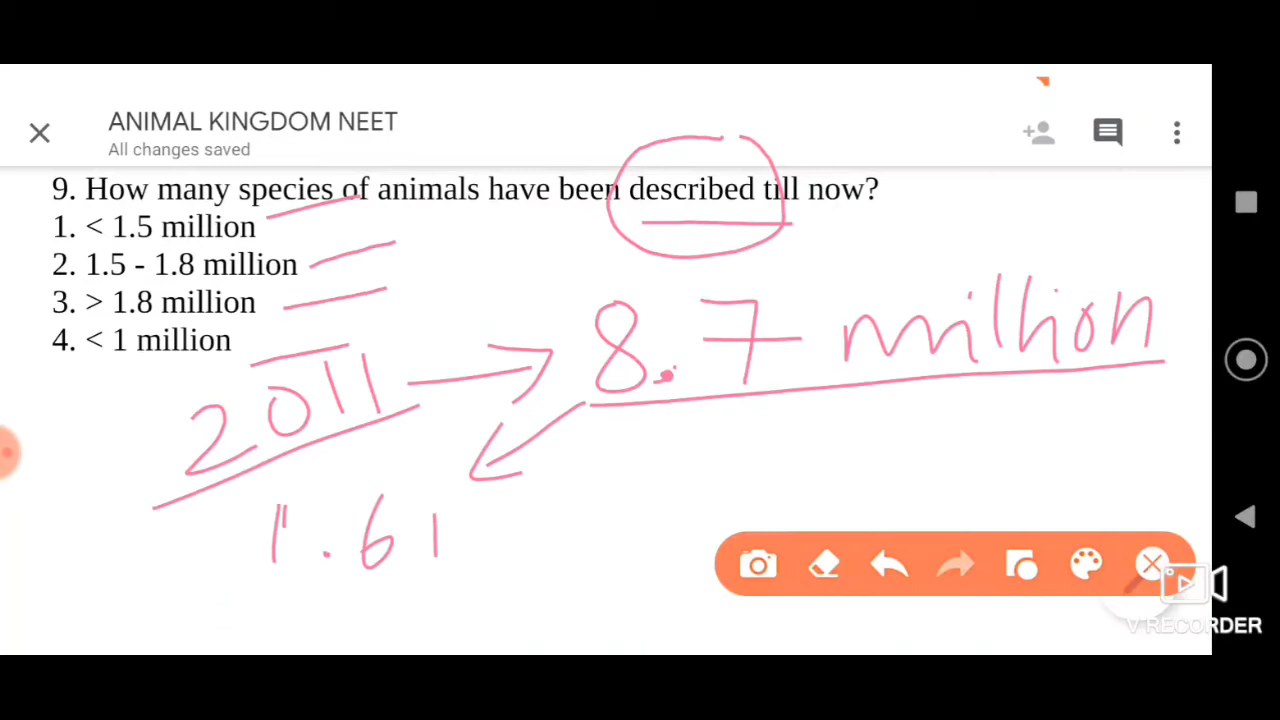 ANIMAL KINGDOM NEET
All changes saved
9. How many species of animals have been described till now?
1. < 1.5 million
2. 1.5 - 1.8 million
3. > 1.8 million
4. < 1 million
2011 → 8.7 million
1.61
V RECORDER